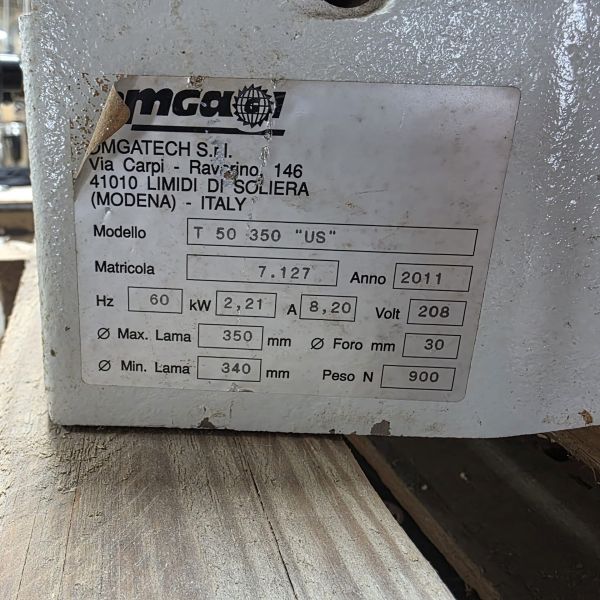 omga
OMGATECH S.r.l.
Via Carpi - Ravarino, 146
41010 LIMIDI DI SOLIERA
(MODENA) - ITALY
Modello T 50 350 "US"
Matricola 7.127 Anno 2011
Hz 60 kW 2,21 A 8,20 Volt 208
Ø Max. Lama 350 mm Ø Foro mm 30
Ø Min. Lama 340 mm Peso N 900